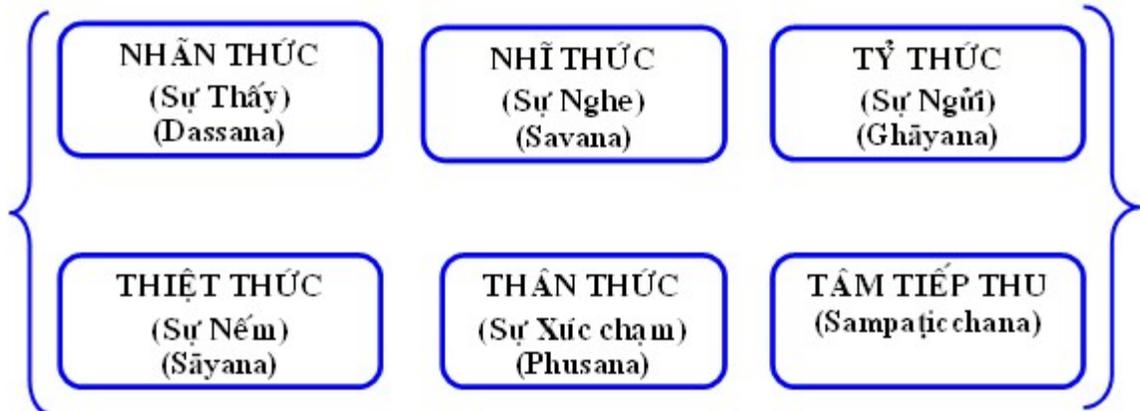 NHÃN THỨC
(Sự Thấy)
(Dassana)
NHĨ THỨC
(Sự Nghe)
(Savana)
TỶ THỨC
(Sự Ngửi)
(Ghāyana)
THIỆT THỨC
(Sự Nếm)
(Sāyana)
THÂN THỨC
(Sự Xúc chạm)
(Phusana)
TÂM TIẾP THU
(Sampaṭicchana)